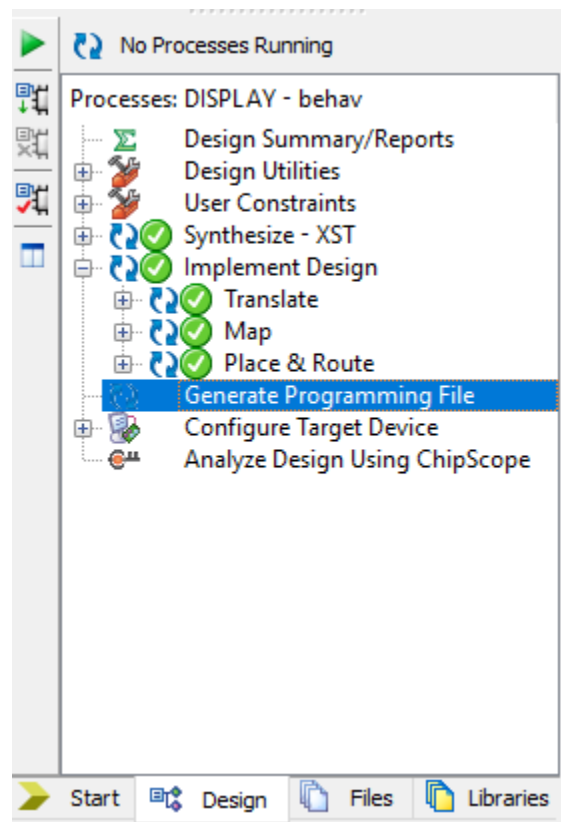 No Processes Running
Processes: DISPLAY - behav
Design Summary/Reports
Design Utilities
User Constraints
Synthesize - XST
Implement Design
Translate
Map
Place & Route
Generate Programming File
Configure Target Device
Analyze Design Using ChipScope
Start Design Files Libraries